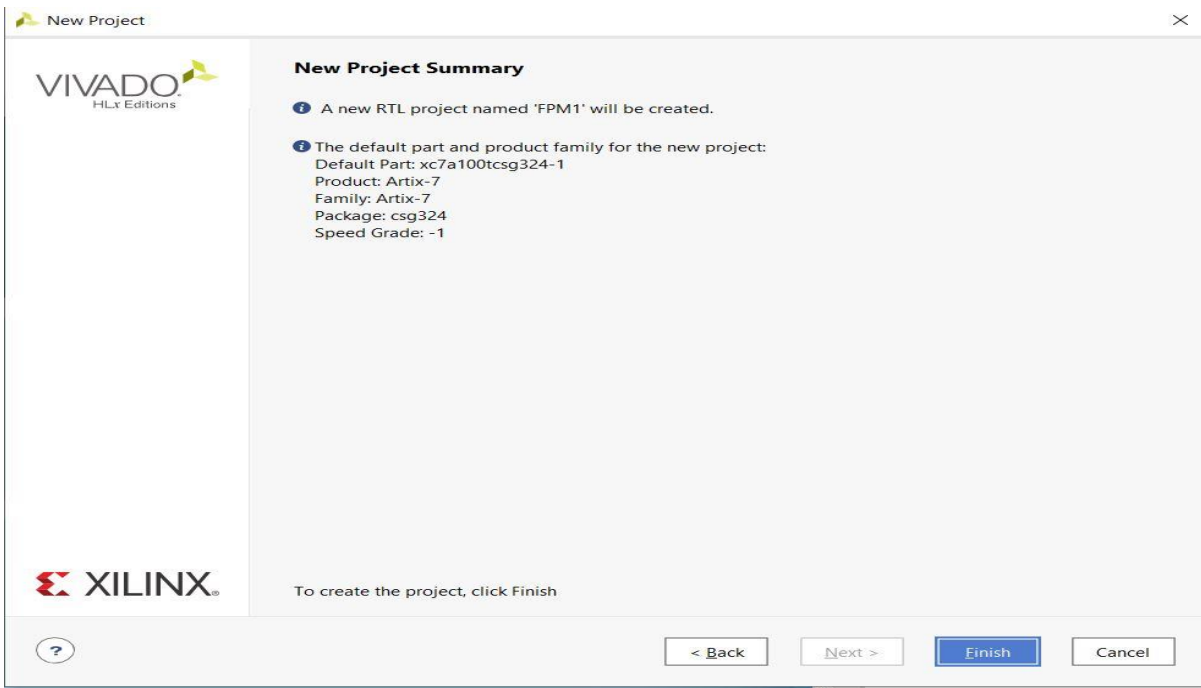 New Project
VIVADO
HLx Editions
New Project Summary
A new RTL project named 'FPM1' will be created.
The default part and product family for the new project:
Default Part: xc7a100tcsg324-1
Product: Artix-7
Family: Artix-7
Package: csg324
Speed Grade: -1
XILINX®
To create the project, click Finish
?
< Back
Next >
Finish
Cancel